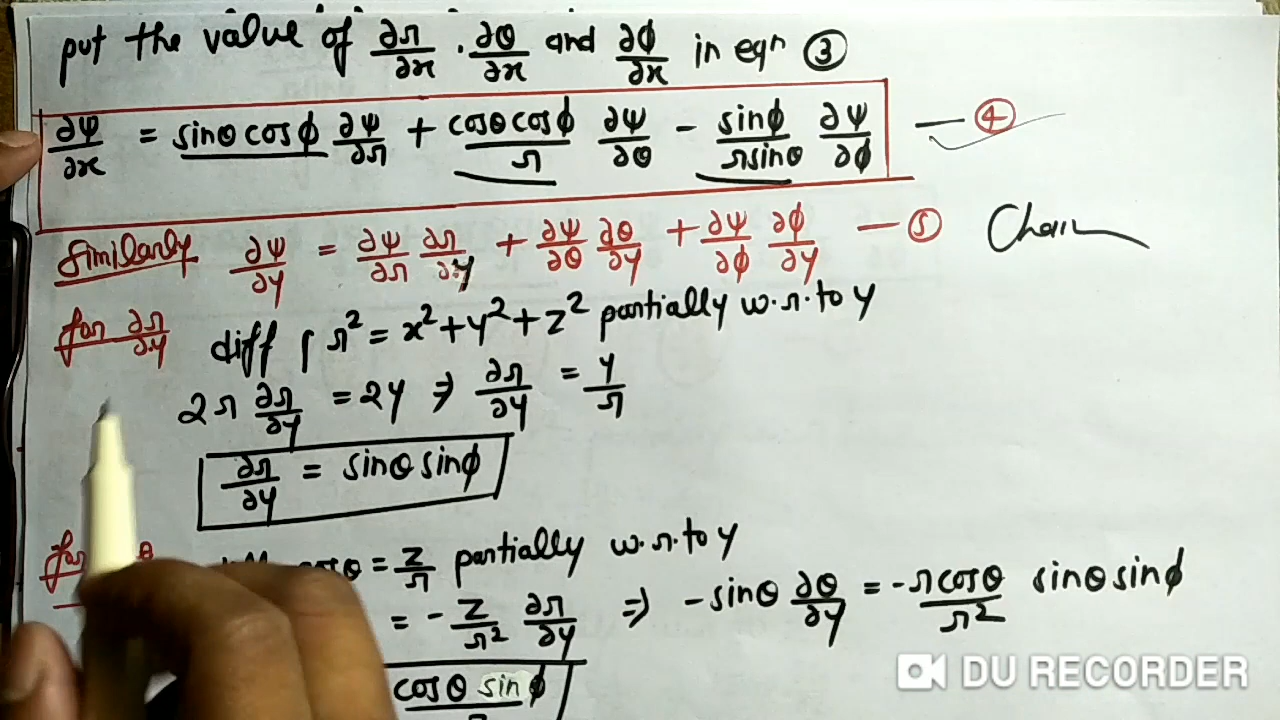 put the value of ∂r/∂x . ∂θ/∂x and ∂ϕ/∂x in eqn ③
∂ψ/∂x = sinθ cosϕ ∂ψ/∂r + cosθ cosϕ/r ∂ψ/∂θ - sinϕ/r sinθ ∂ψ/∂ϕ — ④
Similarly ∂ψ/∂y = ∂ψ/∂r ∂r/∂y + ∂ψ/∂θ ∂θ/∂y + ∂ψ/∂ϕ ∂ϕ/∂y — ⑤ Chain
for ∂r/∂y diff r² = x² + y² + z² partially w.r.to y
2r ∂r/∂y = 2y ⇒ ∂r/∂y = y/r
∂r/∂y = sinθ sinϕ
for θ cosθ = z/r partially w.r.to y
= - z/r² ∂r/∂y ⇒ - sinθ ∂θ/∂y = - r cosθ/r² sinθ sinϕ
cosθ sinϕ
DU RECORDER